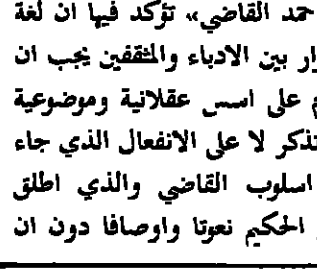 حمد القاضي»، تؤكد فيها ان لغة
ار بين الادباء والمثقفين يجب ان
على اسس عقلانية وموضوعية
تذكر لا على الانفعال الذي جاء
اسلوب القاضي والذي اطلق
الحكيم نعوتا واوصافا دون ان